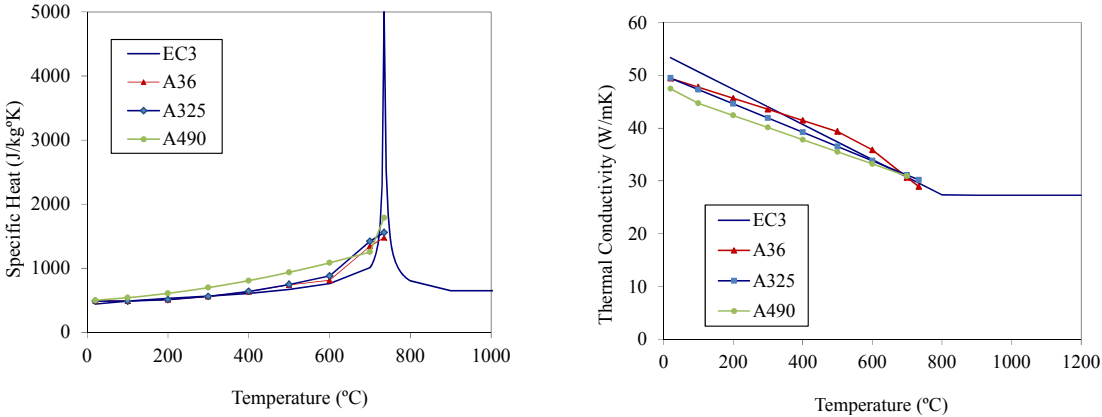 5000
4000
3000
2000
1000
0
Specific Heat (J/kgºK)
EC3
A36
A325
A490
0 200 400 600 800 1000
Temperature (ºC)
60
50
40
30
20
10
0
Thermal Conductivity (W/mK)
EC3
A36
A325
A490
0 200 400 600 800 1000 1200
Temperature (ºC)